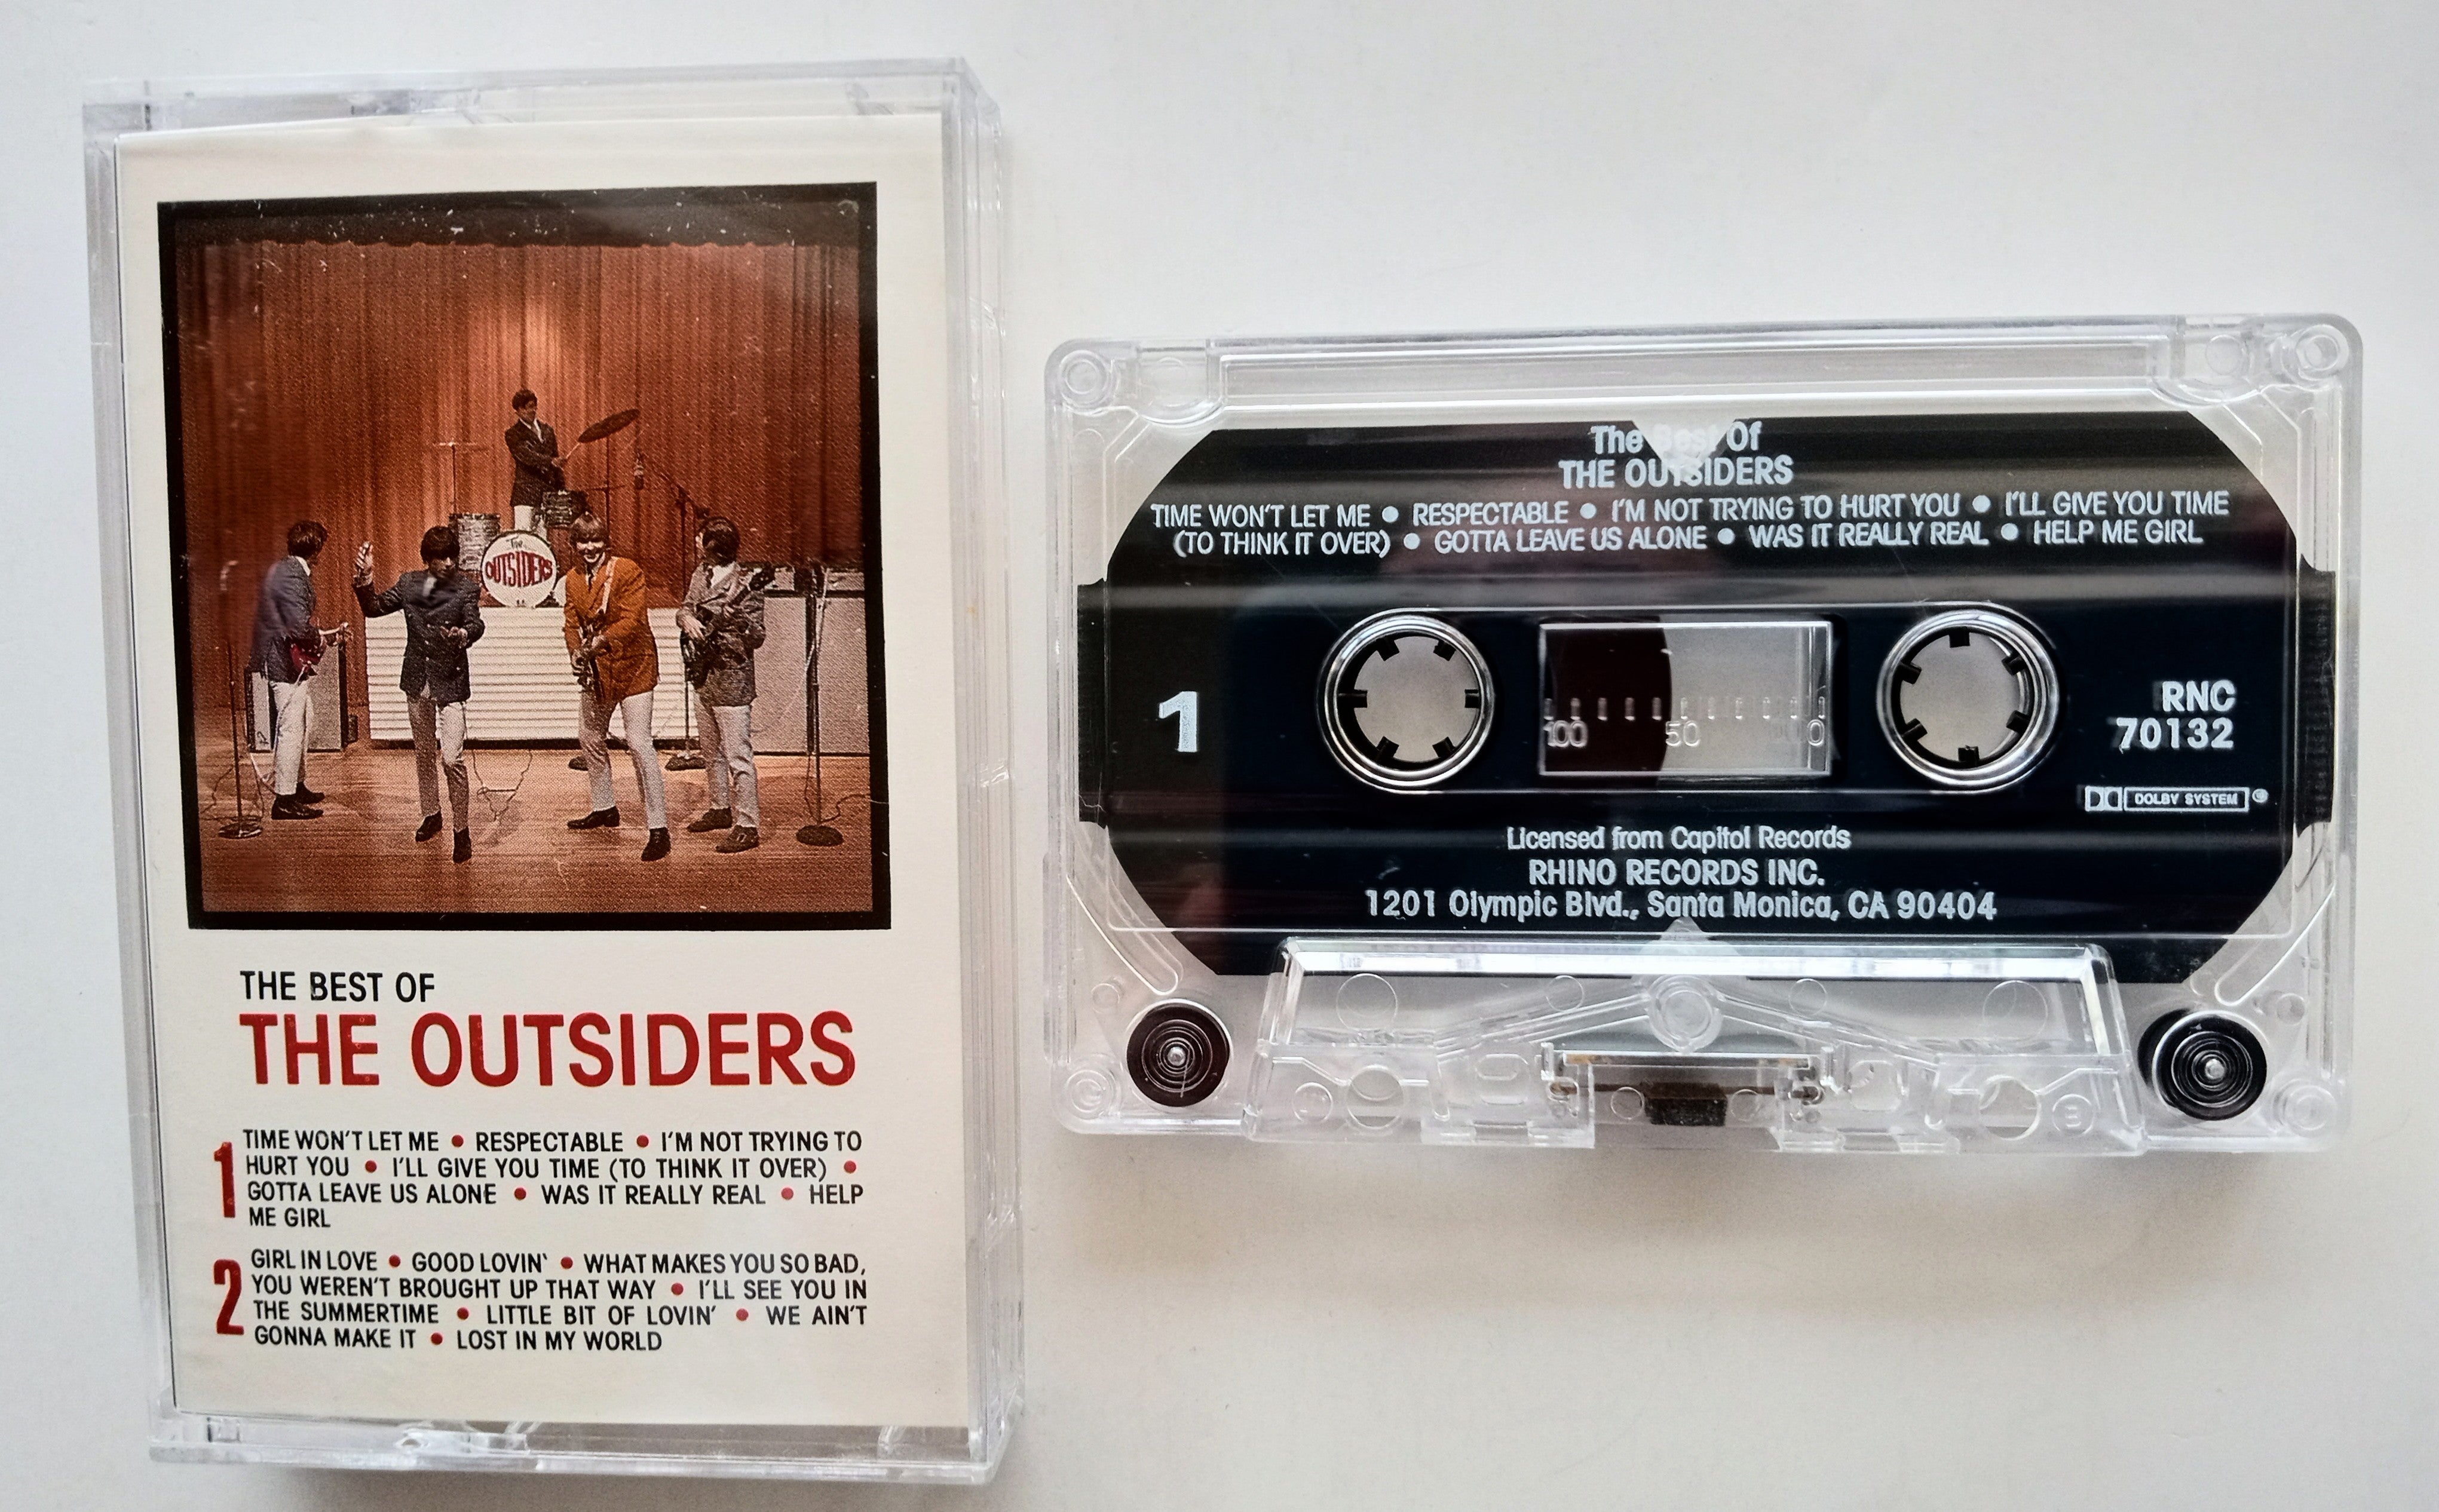 The
OUTSIDERS
THE BEST OF
THE OUTSIDERS
1
TIME WON'T LET ME • RESPECTABLE • I'M NOT TRYING TO
HURT YOU • I'LL GIVE YOU TIME (TO THINK IT OVER) •
GOTTA LEAVE US ALONE • WAS IT REALLY REAL • HELP
ME GIRL
2
GIRL IN LOVE • GOOD LOVIN' • WHAT MAKES YOU SO BAD,
YOU WEREN'T BROUGHT UP THAT WAY • I'LL SEE YOU IN
THE SUMMERTIME • LITTLE BIT OF LOVIN' • WE AIN'T
GONNA MAKE IT • LOST IN MY WORLD
The Best Of
THE OUTSIDERS
TIME WON'T LET ME • RESPECTABLE • I'M NOT TRYING TO HURT YOU • I'LL GIVE YOU TIME
(TO THINK IT OVER) • GOTTA LEAVE US ALONE • WAS IT REALLY REAL • HELP ME GIRL
1
100 50 0
RNC
70132
DOLBY SYSTEM
Licensed from Capitol Records
RHINO RECORDS INC.
1201 Olympic Blvd., Santa Monica, CA 90404